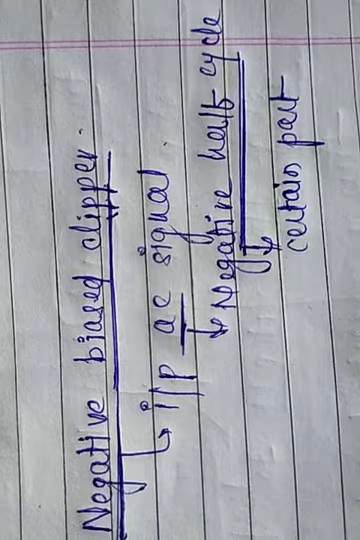 Negative biased clipper.
↳ i/p ac signal
↳ Negative half cycle
↳ certain part